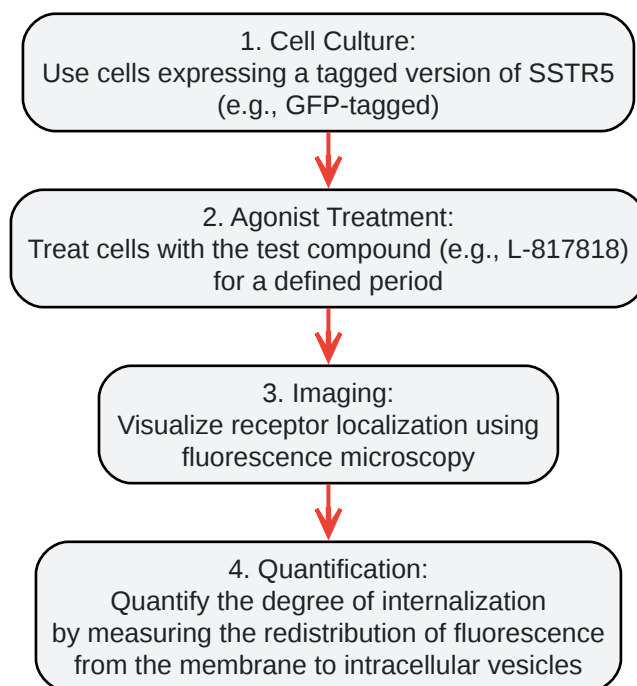 1. Cell Culture:
Use cells expressing a tagged version of SSTR5
(e.g., GFP-tagged)
2. Agonist Treatment:
Treat cells with the test compound (e.g., L-817818)
for a defined period
3. Imaging:
Visualize receptor localization using
fluorescence microscopy
4. Quantification:
Quantify the degree of internalization
by measuring the redistribution of fluorescence
from the membrane to intracellular vesicles